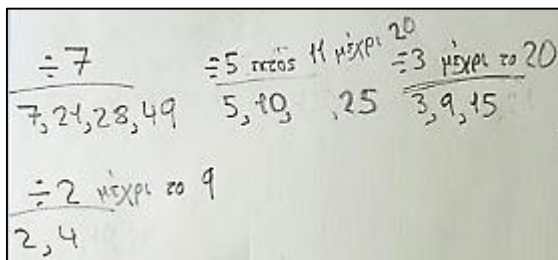 ÷7
7, 21, 28, 49
÷5 εκτός 11 μέχρι 20
5, 10, , 25
÷3 μέχρι το 20
3, 9, 15
÷2 μέχρι το 9
2, 4